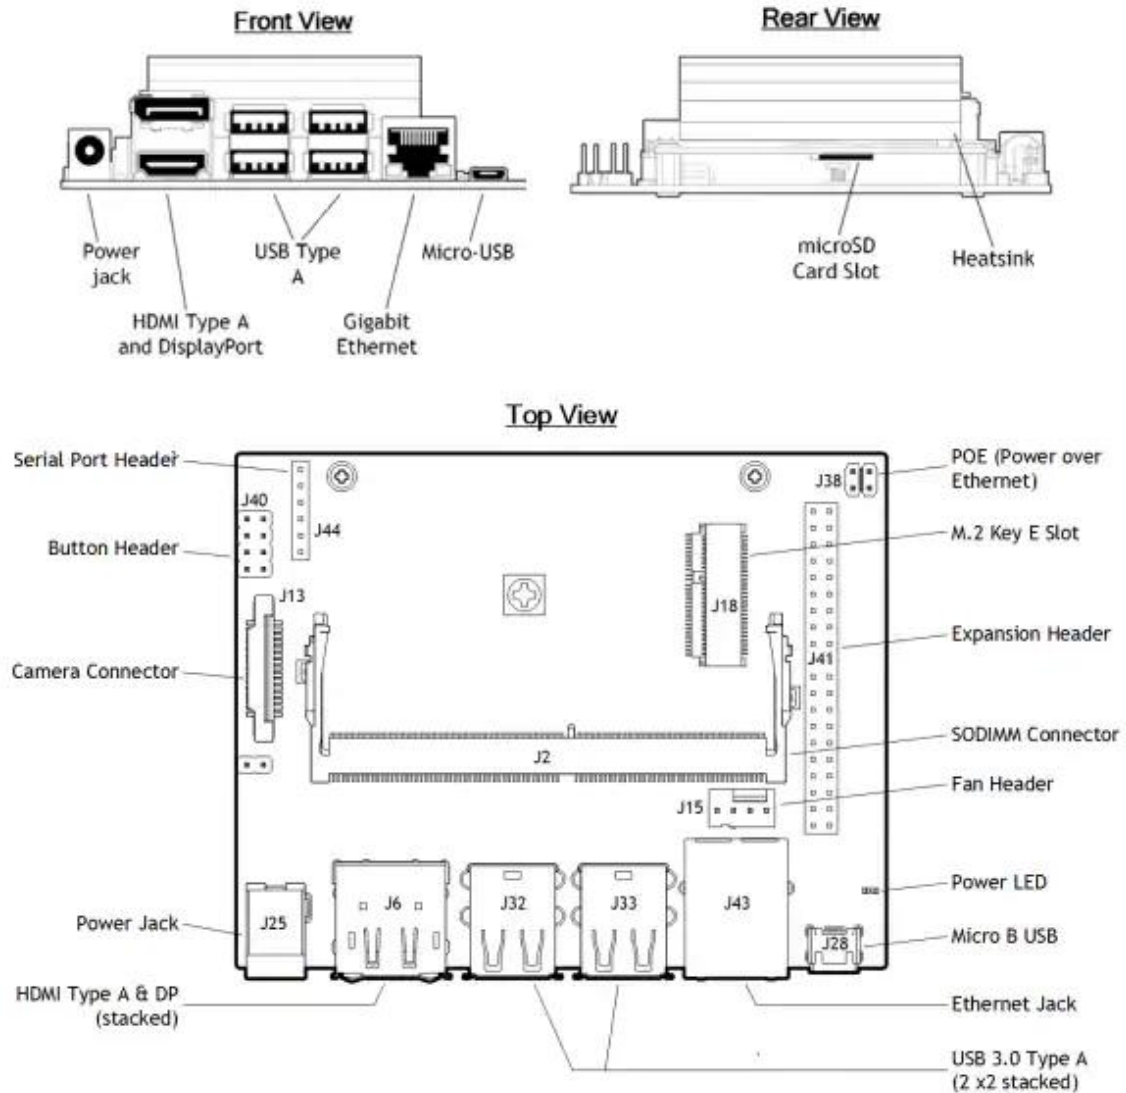 Front View
Rear View
Power
jack
USB Type
A
Micro-USB
HDMI Type A
and DisplayPort
Gigabit
Ethernet
microSD
Card Slot
Heatsink
Top View
Serial Port Header
J40
J44
Button Header
J13
Camera Connector
J38
POE (Power over
Ethernet)
M.2 Key E Slot
J18
Expansion Header
J41
SODIMM Connector
J2
Fan Header
J15
Power LED
Power Jack
J25
J6
J32
J33
J43
J28
Micro B USB
HDMI Type A & DP
(stacked)
Ethernet Jack
USB 3.0 Type A
(2 x2 stacked)